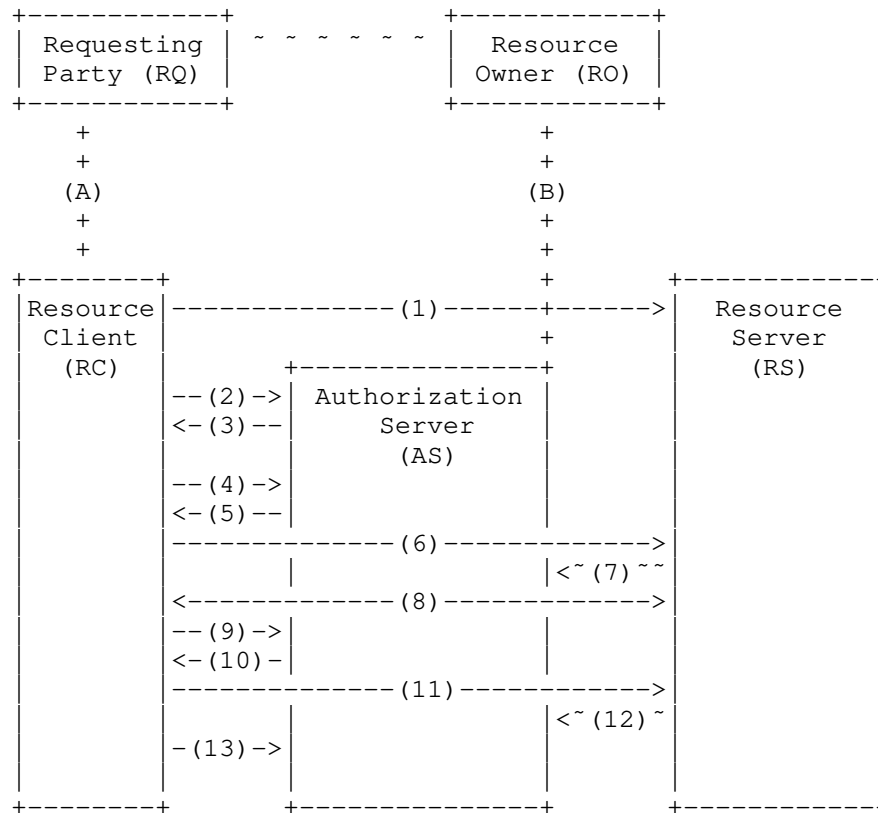 Requesting ~ ~ ~ ~ ~ ~ Resource
Party (RQ) Owner (RO)
(A) (B)
Resource (1) Resource
Client Server
(RC) (RS)
(2) Authorization
(3) Server
(AS)
(4)
(5)
(6)
(7)
(8)
(9)
(10)
(11)
(12)
(13)